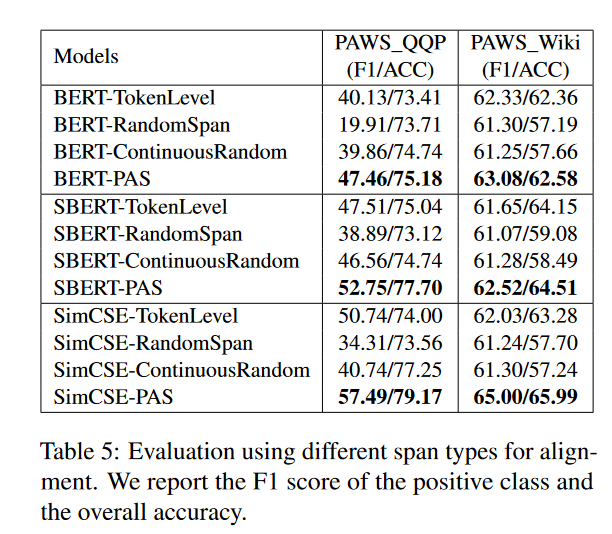 Models PAWS_QQP PAWS_Wiki
(F1/ACC) (F1/ACC)
BERT-TokenLevel 40.13/73.41 62.33/62.36
BERT-RandomSpan 19.91/73.71 61.30/57.19
BERT-ContinuousRandom 39.86/74.74 61.25/57.66
BERT-PAS 47.46/75.18 63.08/62.58
SBERT-TokenLevel 47.51/75.04 61.65/64.15
SBERT-RandomSpan 38.89/73.12 61.07/59.08
SBERT-ContinuousRandom 46.56/74.74 61.28/58.49
SBERT-PAS 52.75/77.70 62.52/64.51
SimCSE-TokenLevel 50.74/74.00 62.03/63.28
SimCSE-RandomSpan 34.31/73.56 61.24/57.70
SimCSE-ContinuousRandom 40.74/77.25 61.30/57.24
SimCSE-PAS 57.49/79.17 65.00/65.99
Table 5: Evaluation using different span types for align-
ment. We report the F1 score of the positive class and
the overall accuracy.